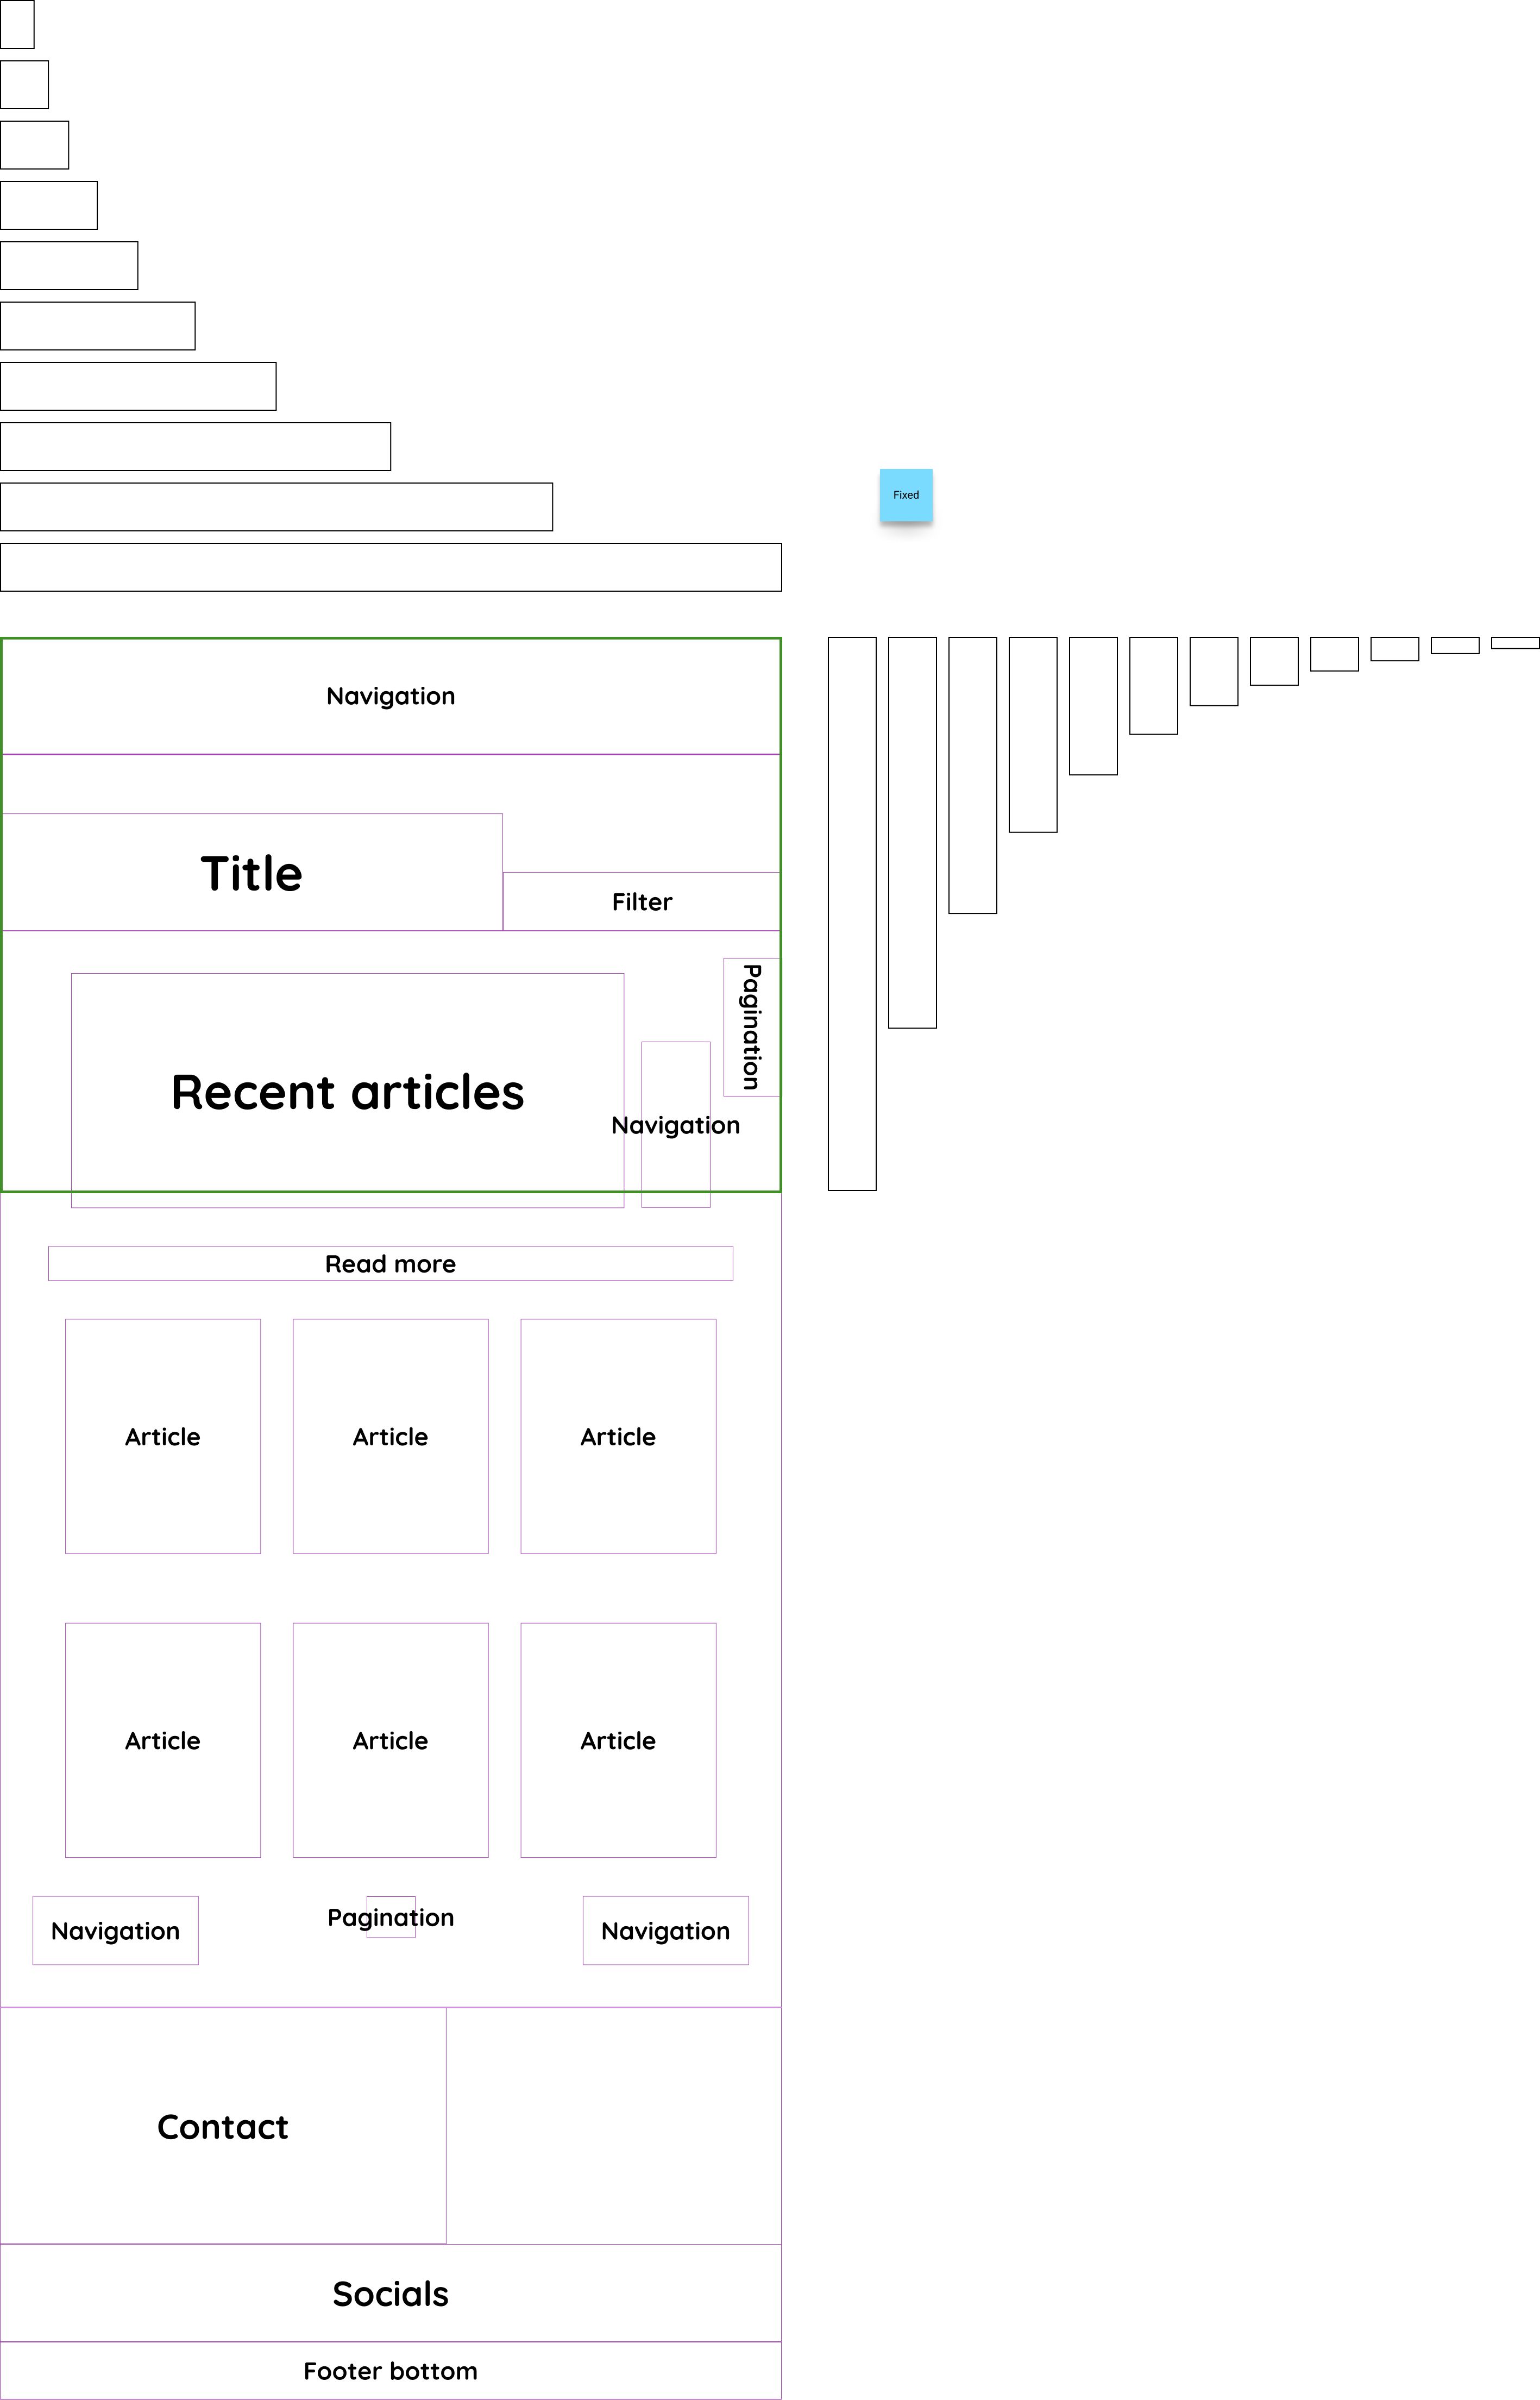 Fixed
Navigation
Title
Filter
Pagination
Recent articles
Navigation
Read more
Article
Article
Article
Article
Article
Article
Navigation
Pagination
Navigation
Contact
Socials
Footer bottom